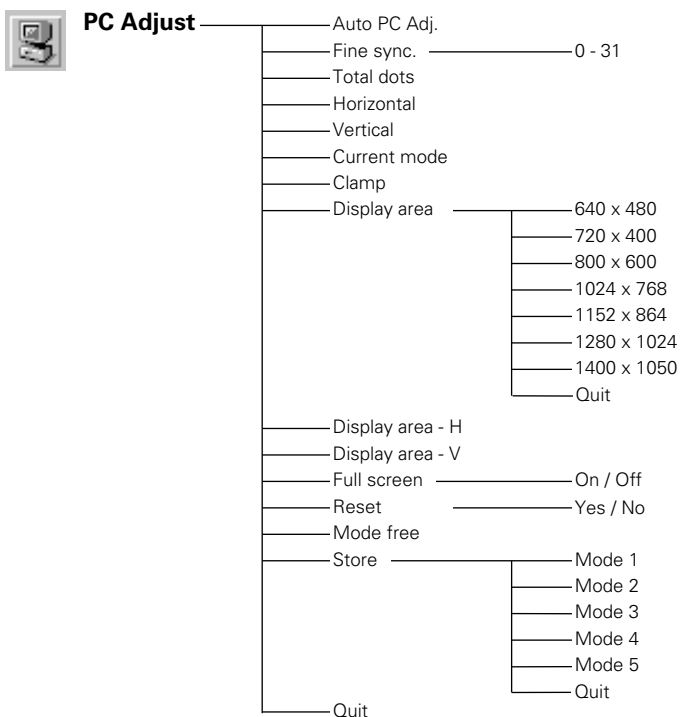 PC Adjust
Auto PC Adj.
Fine sync. 0 - 31
Total dots
Horizontal
Vertical
Current mode
Clamp
Display area 640 x 480
720 x 400
800 x 600
1024 x 768
1152 x 864
1280 x 1024
1400 x 1050
Quit
Display area - H
Display area - V
Full screen On / Off
Reset Yes / No
Mode free
Store Mode 1
Mode 2
Mode 3
Mode 4
Mode 5
Quit
Quit